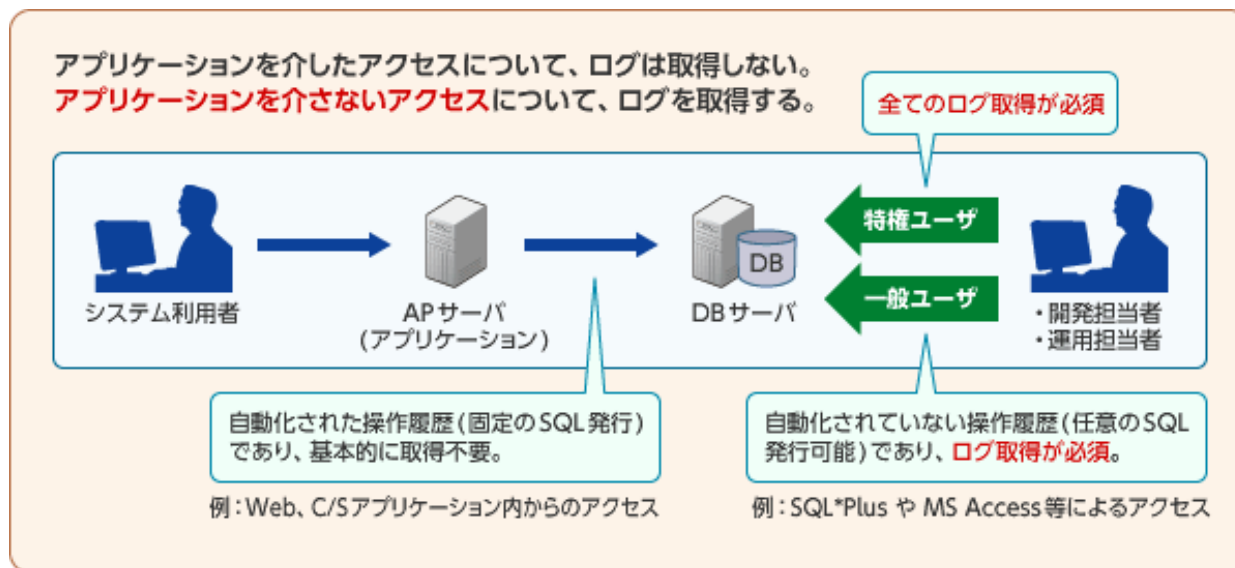 アプリケーションを介したアクセスについて、ログは取得しない。
アプリケーションを介さないアクセスについて、ログを取得する。
全てのログ取得が必須
特権ユーザ
DB
一般ユーザ
システム利用者
APサーバ
(アプリケーション)
DBサーバ
・開発担当者
・運用担当者
自動化された操作履歴(固定のSQL発行)
であり、基本的に取得不要。
例:Web、C/Sアプリケーション内からのアクセス
自動化されていない操作履歴(任意のSQL
発行可能)であり、ログ取得が必須。
例:SQL*Plus や MS Access等によるアクセス